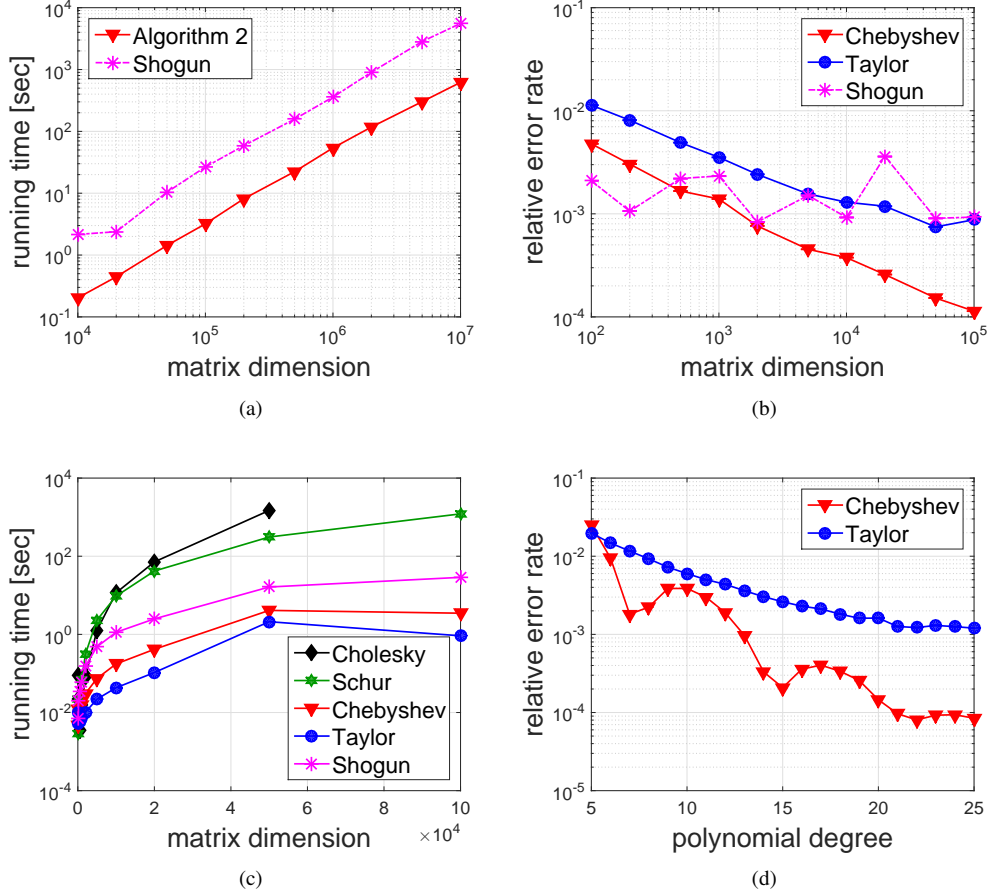 10^4
10^3
10^2
10^1
10^0
10^-1
running time [sec]
Algorithm 2
Shogun
10^4
10^5
10^6
10^7
matrix dimension
(a)
10^-1
10^-2
10^-3
10^-4
relative error rate
Chebyshev
Taylor
Shogun
10^2
10^3
10^4
10^5
matrix dimension
(b)
10^4
10^2
10^0
10^-2
10^-4
running time [sec]
Cholesky
Schur
Chebyshev
Taylor
Shogun
0
20
40
60
80
100
matrix dimension
×10^4
(c)
10^-1
10^-2
10^-3
10^-4
10^-5
relative error rate
Chebyshev
Taylor
5
10
15
20
25
polynomial degree
(d)